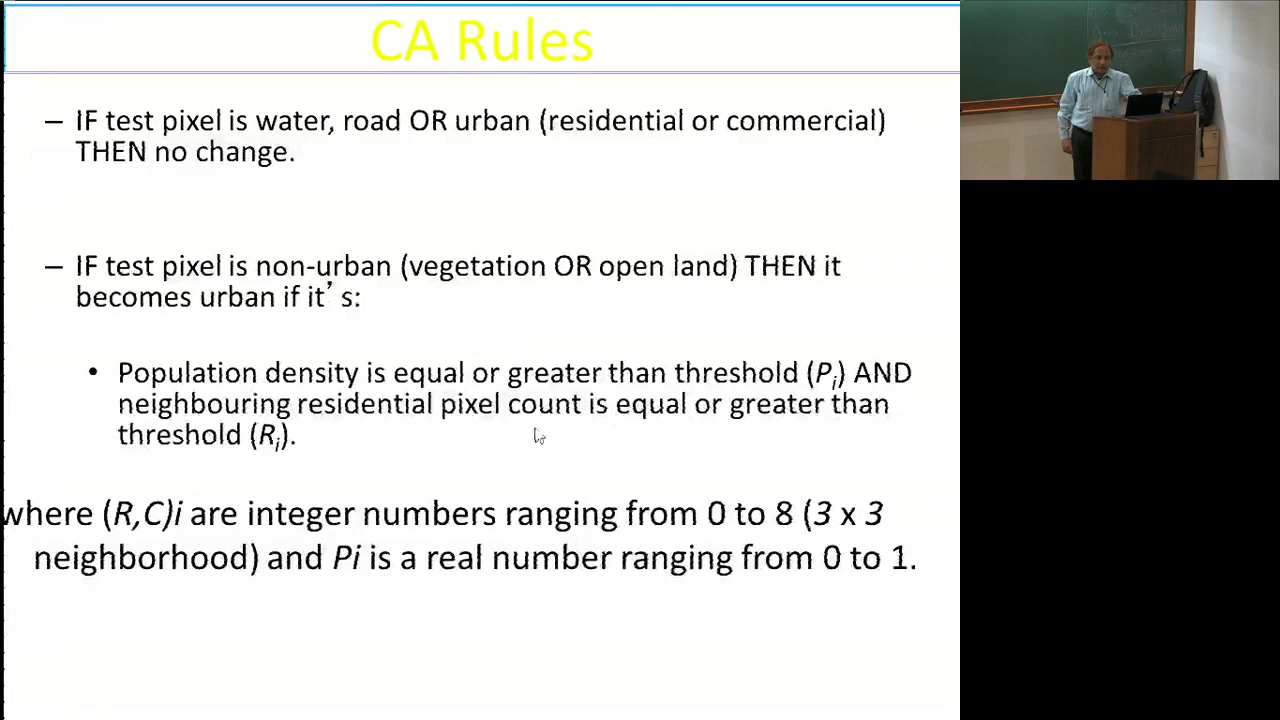 CA Rules
– IF test pixel is water, road OR urban (residential or commercial)
THEN no change.
– IF test pixel is non-urban (vegetation OR open land) THEN it
becomes urban if it’ s:
• Population density is equal or greater than threshold (Pi) AND
neighbouring residential pixel count is equal or greater than
threshold (Ri).
where (R,C)i are integer numbers ranging from 0 to 8 (3 x 3
neighborhood) and Pi is a real number ranging from 0 to 1.